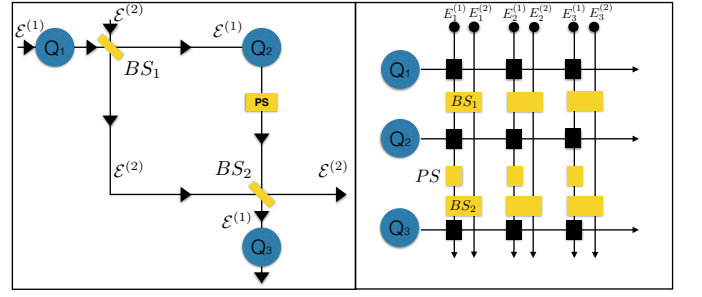 ℰ^(2)
ℰ^(1)
ℰ^(1)
Q₁
Q₂
BS₁
PS
ℰ^(2)
BS₂
ℰ^(2)
ℰ^(1)
Q₃
E₁^(1) E₁^(2) E₂^(1) E₂^(2) E₃^(1) E₃^(2)
Q₁
BS₁
Q₂
PS
BS₂
Q₃